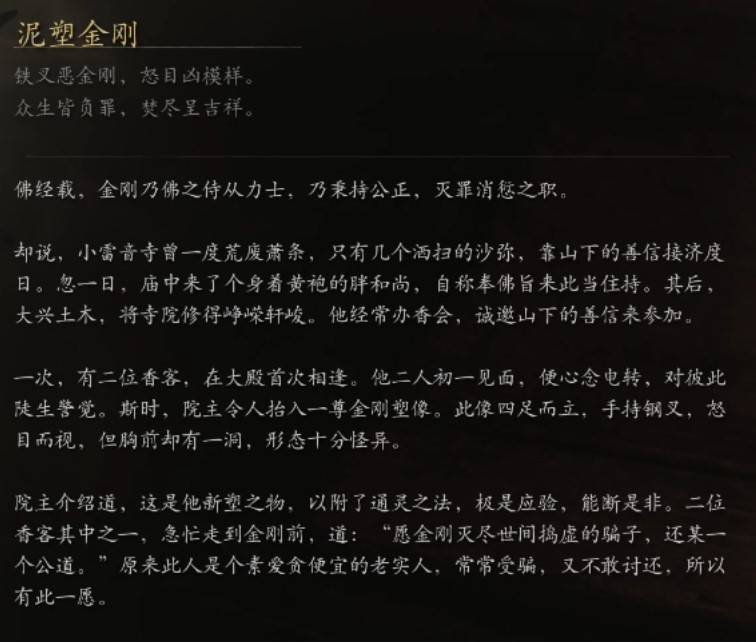 泥塑金刚
铁叉恶金刚，怒目凶模样。
众生皆负罪，焚尽呈吉祥。
佛经载，金刚乃佛之侍从力士，乃秉持公正，灭罪消愆之职。
却说，小雷音寺曾一度荒废萧条，只有几个洒扫的沙弥，靠山下的善信接济度
日。忽一日，庙中来了个身着黄袍的胖和尚，自称奉佛旨来此当住持。其后，
大兴土木，将寺院修得峥嵘轩峻。他经常办香会，诚邀山下的善信来参加。
一次，有二位香客，在大殿首次相逢。他二人初一见面，便心念电转，对彼此
陡生警觉。斯时，院主令人抬入一尊金刚塑像。此像四足而立，手持钢叉，怒
目而视，但胸前却有一洞，形态十分怪异。
院主介绍道，这是他新塑之物，以附了通灵之法，极是应验，能断是非。二位
香客其中之一，急忙走到金刚前，道：“愿金刚灭尽世间捣虚的骗子，还某一
个公道。”原来此人是个素爱贪便宜的老实人，常常受骗，又不敢讨还，所以
有此一愿。